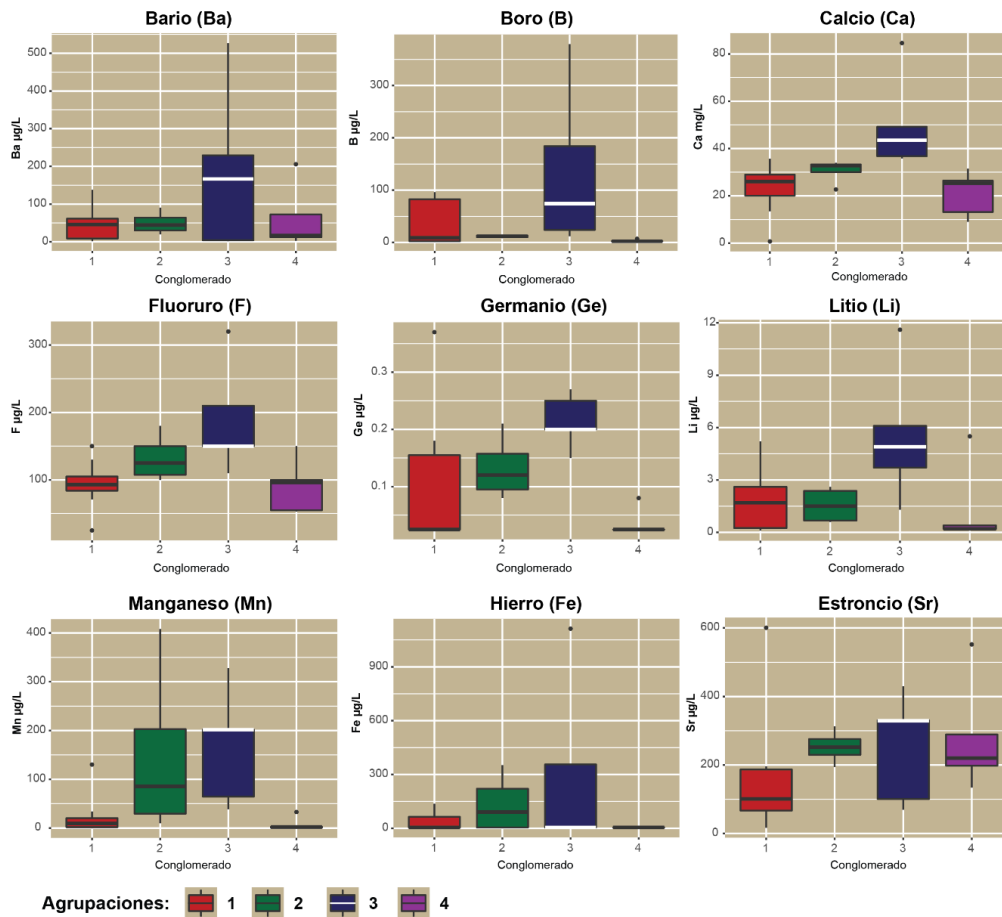 Bario (Ba)
Ba µg/L
500
400
300
200
100
0
1 2 3 4
Conglomerado
Boro (B)
B µg/L
300
200
100
0
1 2 3 4
Conglomerado
Calcio (Ca)
Ca mg/L
80
60
40
20
0
1 2 3 4
Conglomerado
Fluoruro (F)
F µg/L
300
200
100
1 2 3 4
Conglomerado
Germanio (Ge)
Ge µg/L
0.3
0.2
0.1
1 2 3 4
Conglomerado
Litio (Li)
Li µg/L
12
9
6
3
0
1 2 3 4
Conglomerado
Manganeso (Mn)
Mn µg/L
400
300
200
100
0
1 2 3 4
Conglomerado
Hierro (Fe)
Fe µg/L
900
600
300
0
1 2 3 4
Conglomerado
Estroncio (Sr)
Sr µg/L
600
400
200
0
1 2 3 4
Conglomerado
Agrupaciones: 1 2 3 4